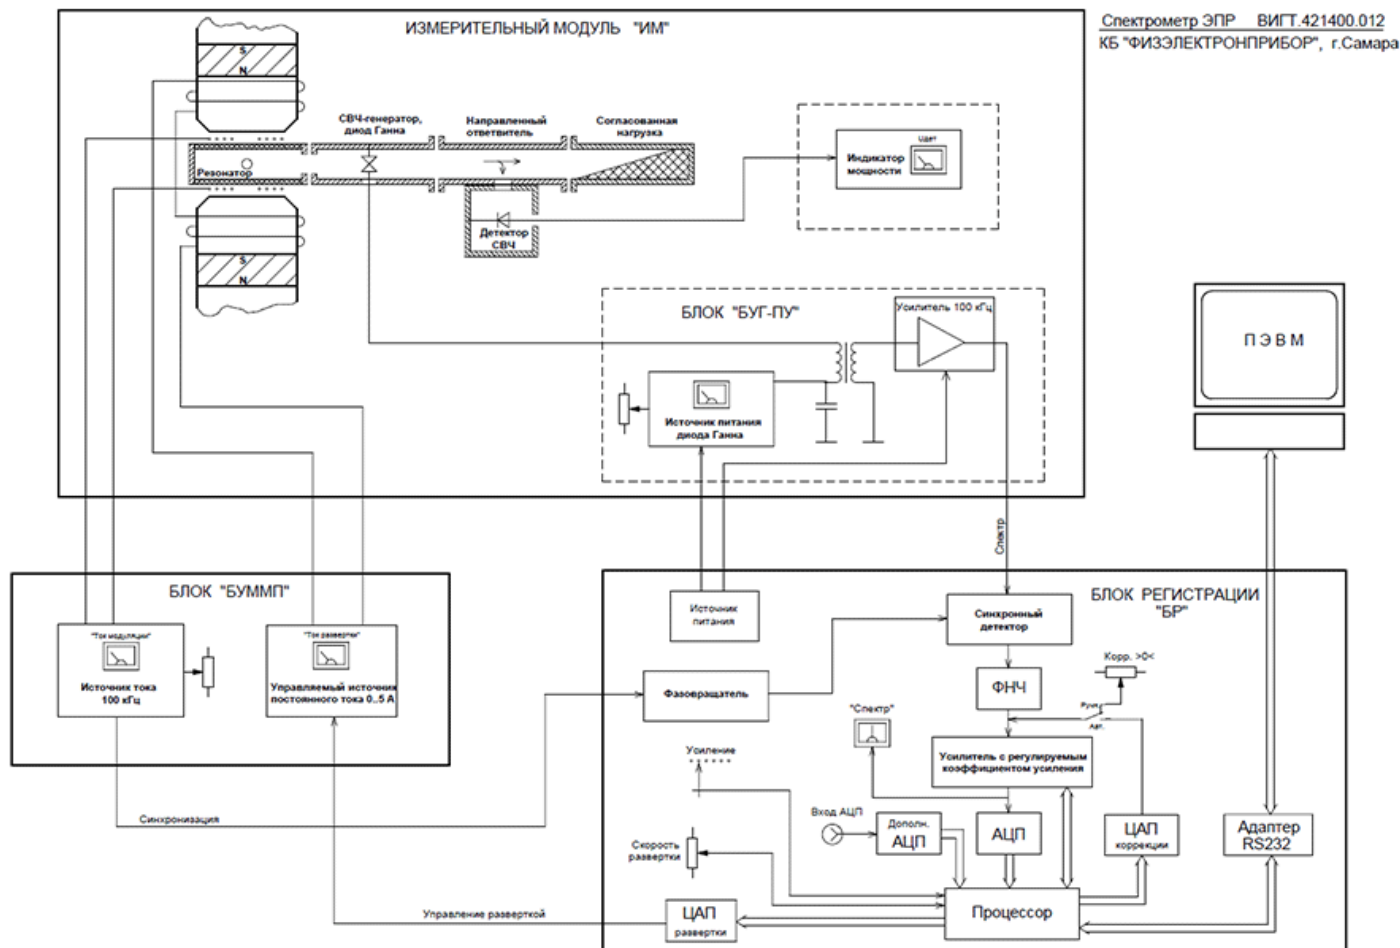 ИЗМЕРИТЕЛЬНЫЙ МОДУЛЬ "ИМ"
Спектрометр ЭПР ВИГТ.421400.012
КБ "ФИЗЭЛЕКТРОНПРИБОР", г.Самара
S
N
СВЧ-генератор,
диод Ганна
Направленный
ответвитель
Согласованная
нагрузка
Резонатор
Детектор
СВЧ
Цдет
Индикатор
мощности
S
N
БЛОК "БУГ-ПУ"
Усилитель 100 кГц
Источник питания
диода Ганна
П Э В М
Спектр
БЛОК "БУММП"
"Ток модуляции"
Источник тока
100 кГц
"Ток развертки"
Управляемый источник
постоянного тока 0..5 А
БЛОК РЕГИСТРАЦИИ
"БР"
Источник
питания
Синхронный
детектор
Фазовращатель
ФНЧ
Корр. >0<
Ручн.
Авт.
"Спектр"
Усилитель с регулируемым
коэффициентом усиления
Усиление
Синхронизация
Вход АЦП
Дополн.
АЦП
АЦП
ЦАП
коррекции
Адаптер
RS232
Скорость
развертки
Управление разверткой
ЦАП
развертки
Процессор